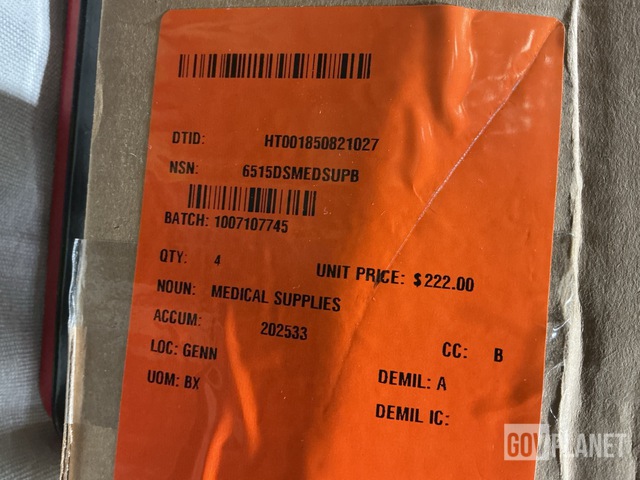 DTID: HT001850821027
NSN: 6515DSMEDSUPB
BATCH: 1007107745
QTY: 4 UNIT PRICE: $222.00
NOUN: MEDICAL SUPPLIES
ACCUM: 202533
LOC: GENN CC: B
UOM: BX DEMIL: A
DEMIL IC:
GOVPLANET